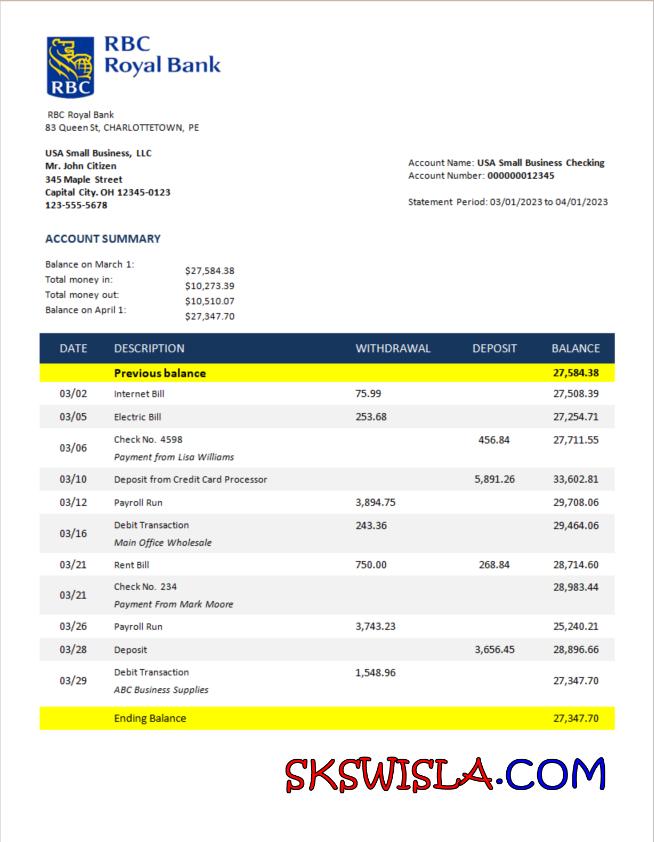 RBC
Royal Bank
RBC
RBC Royal Bank
83 Queen St, CHARLOTTETOWN, PE
USA Small Business, LLC
Mr. John Citizen
345 Maple Street
Capital City. OH 12345-0123
123-555-5678
Account Name: USA Small Business Checking
Account Number: 000000012345
Statement Period: 03/01/2023 to 04/01/2023
ACCOUNT SUMMARY
Balance on March 1: $27,584.38
Total money in: $10,273.39
Total money out: $10,510.07
Balance on April 1: $27,347.70
DATE DESCRIPTION WITHDRAWAL DEPOSIT BALANCE
Previous balance 27,584.38
03/02 Internet Bill 75.99 27,508.39
03/05 Electric Bill 253.68 27,254.71
03/06 Check No. 4598 456.84 27,711.55
Payment from Lisa Williams
03/10 Deposit from Credit Card Processor 5,891.26 33,602.81
03/12 Payroll Run 3,894.75 29,708.06
03/16 Debit Transaction 243.36 29,464.06
Main Office Wholesale
03/21 Rent Bill 750.00 268.84 28,714.60
03/21 Check No. 234 28,983.44
Payment From Mark Moore
03/26 Payroll Run 3,743.23 25,240.21
03/28 Deposit 3,656.45 28,896.66
03/29 Debit Transaction 1,548.96 27,347.70
ABC Business Supplies
Ending Balance 27,347.70
SKSWISLA.COM